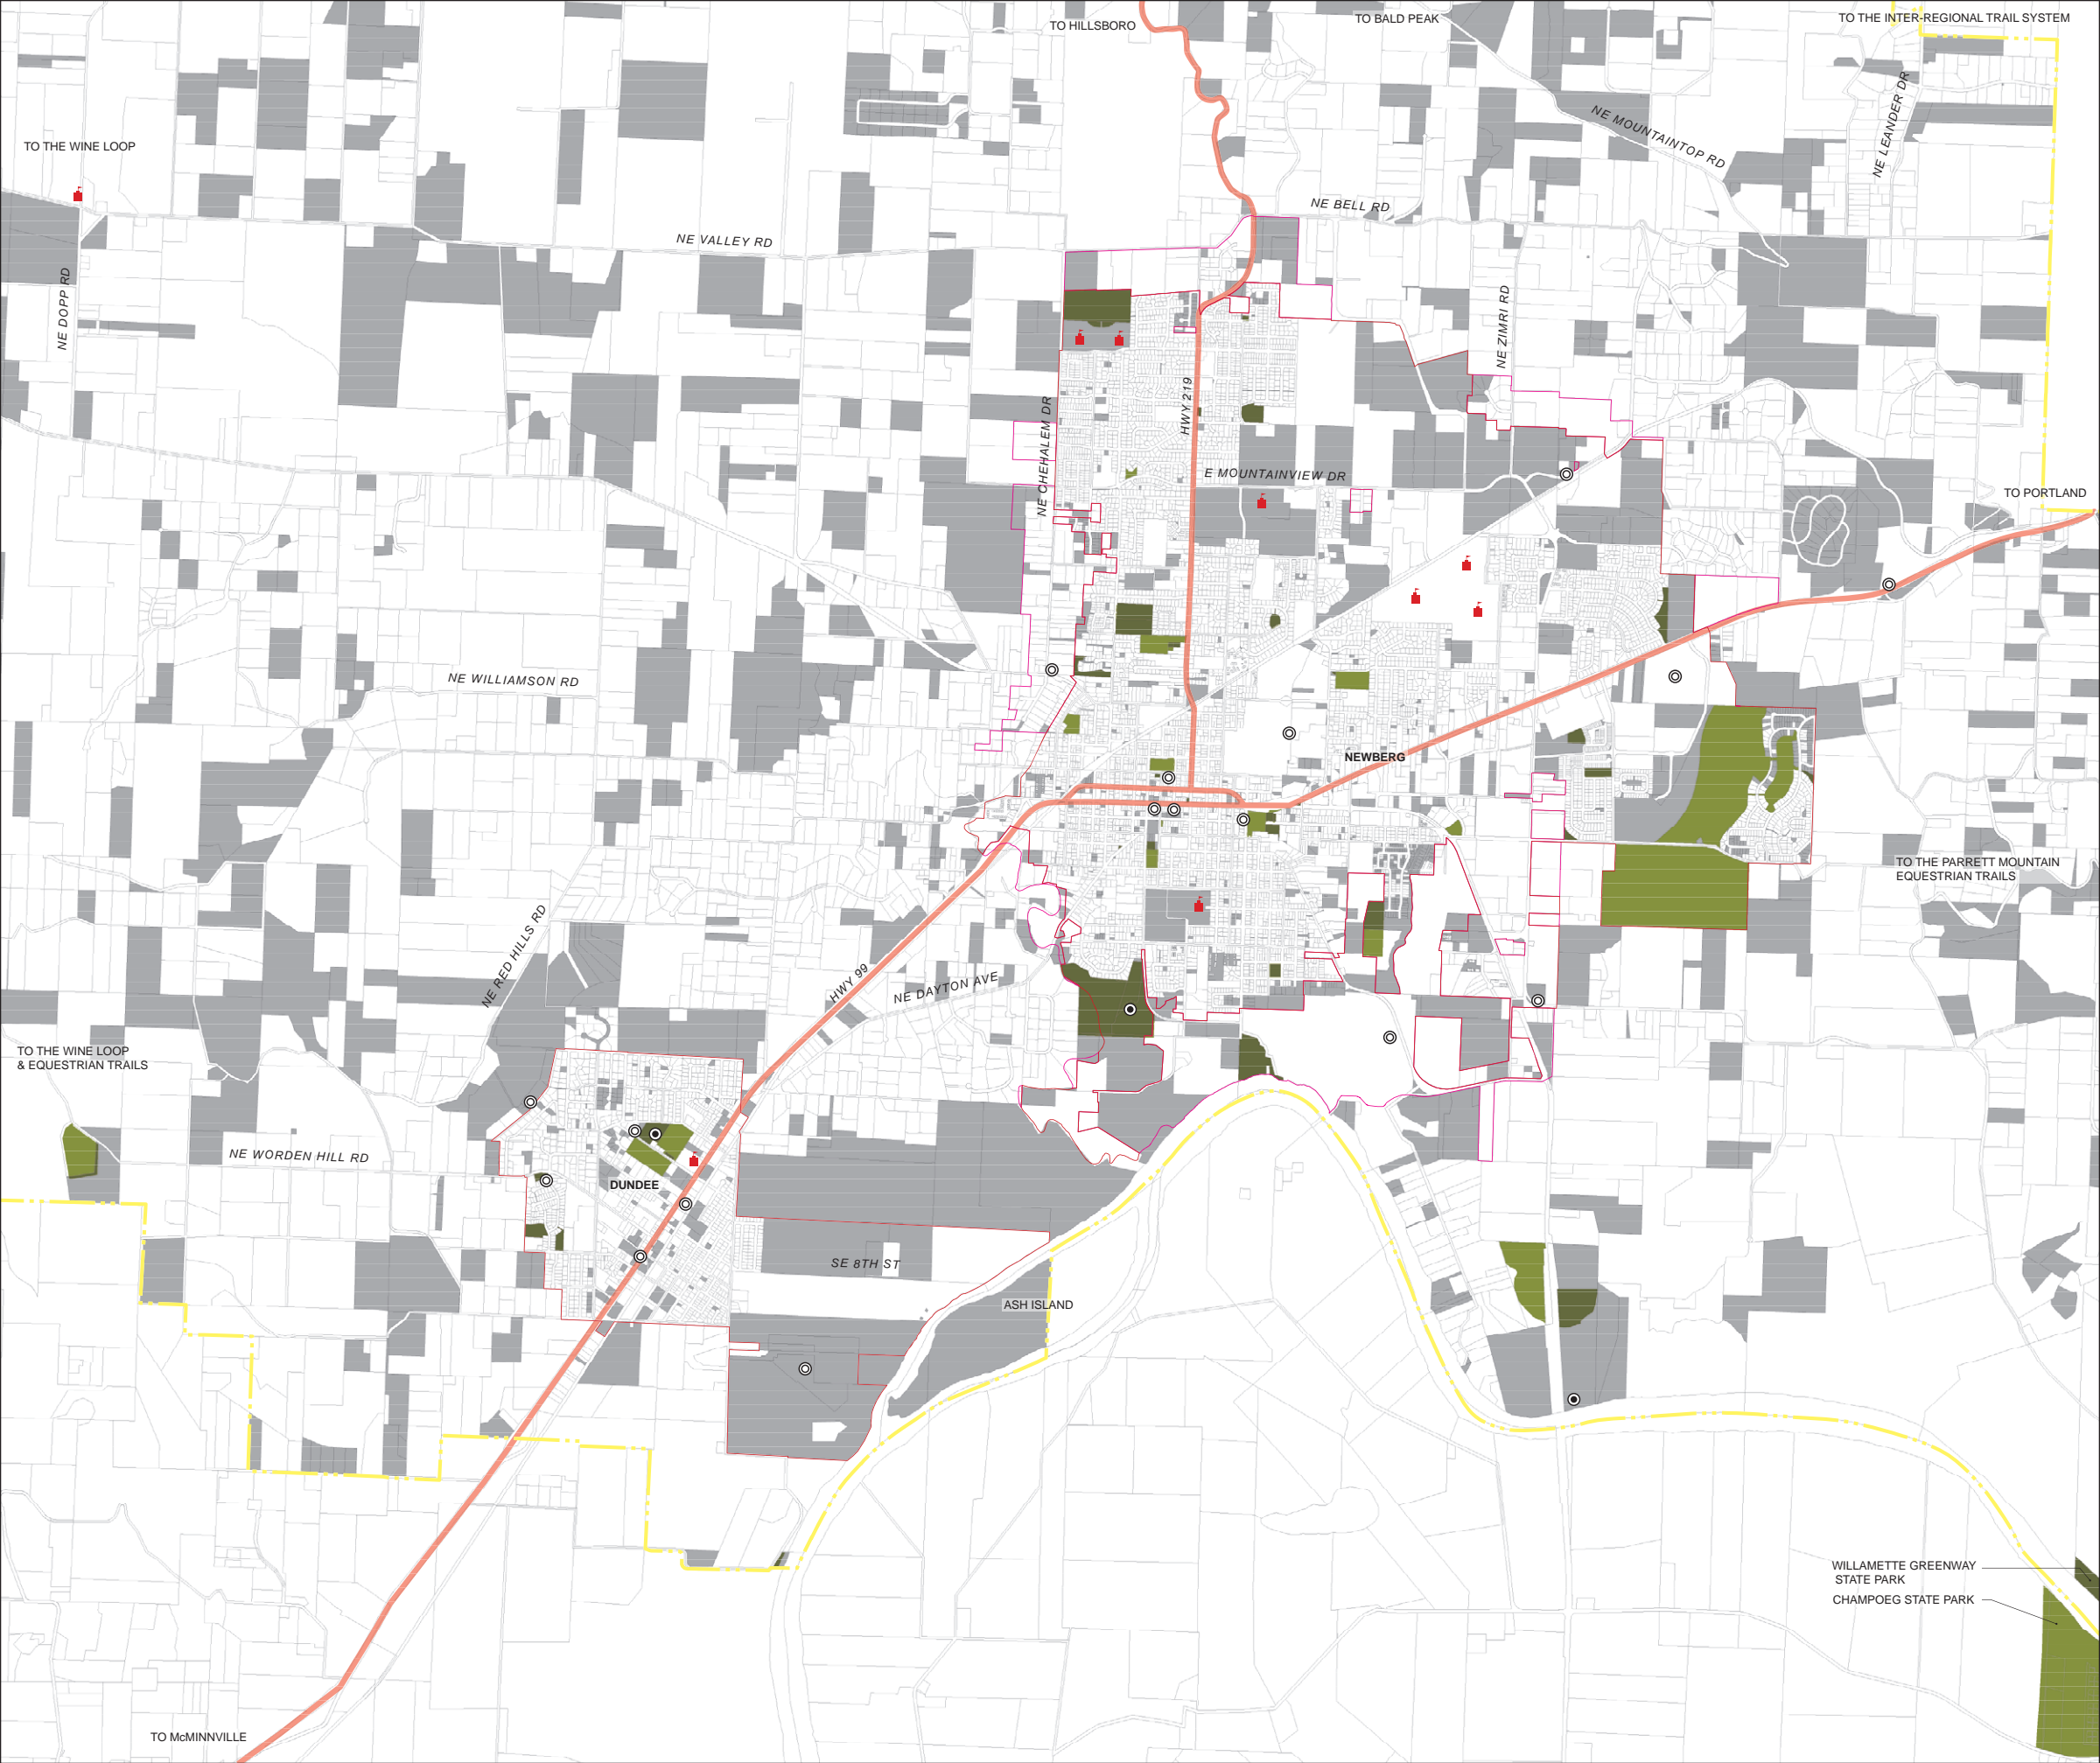 TO HILLSBORO
TO BALD PEAK
TO THE INTER-REGIONAL TRAIL SYSTEM
NE LEANDER DR
NE MOUNTAINTOP RD
TO THE WINE LOOP
NE BELL RD
NE VALLEY RD
NE DOPP RD
NE ZIMRI RD
HWY 219
NE CHEHALEM DR
E MOUNTAINVIEW DR
TO PORTLAND
NE WILLIAMSON RD
NEWBERG
TO THE PARRETT MOUNTAIN
EQUESTRIAN TRAILS
NE RED HILLS RD
HWY 99
NE DAYTON AVE
TO THE WINE LOOP
& EQUESTRIAN TRAILS
NE WORDEN HILL RD
DUNDEE
SE 8TH ST
ASH ISLAND
WILLAMETTE GREENWAY
STATE PARK
CHAMPOEG STATE PARK
TO McMINNVILLE